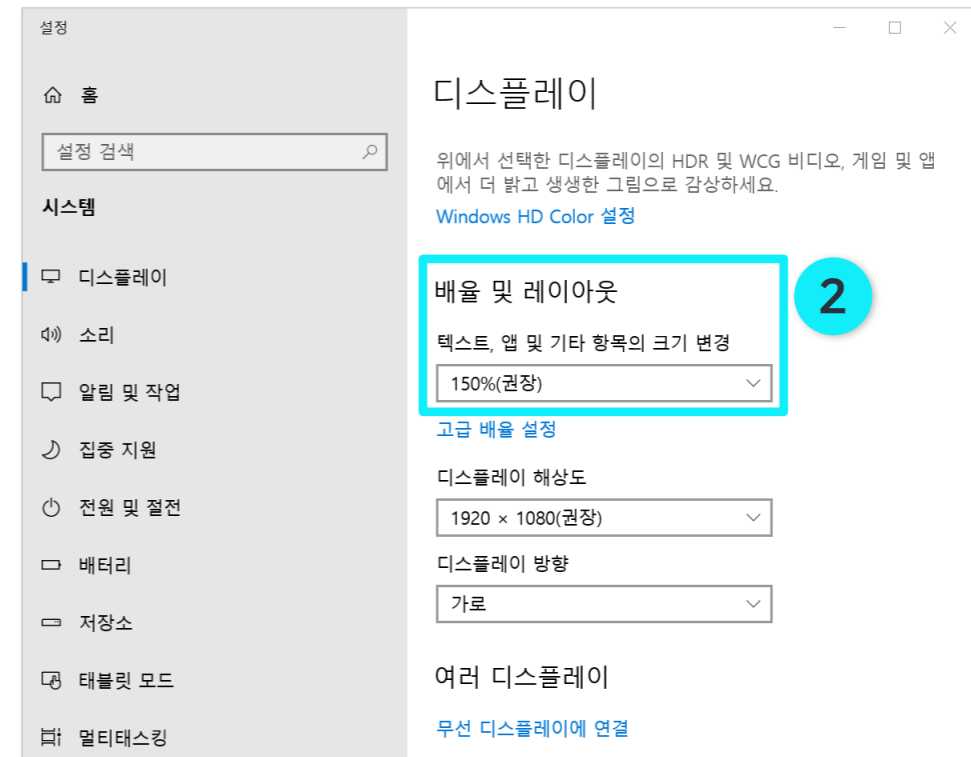 설정
홈
설정 검색
시스템
디스플레이
소리
알림 및 작업
집중 지원
전원 및 절전
배터리
저장소
태블릿 모드
멀티태스킹
디스플레이
위에서 선택한 디스플레이의 HDR 및 WCG 비디오, 게임 및 앱
에서 더 밝고 생생한 그림으로 감상하세요.
Windows HD Color 설정
배율 및 레이아웃
2
텍스트, 앱 및 기타 항목의 크기 변경
150%(권장)
고급 배율 설정
디스플레이 해상도
1920 × 1080(권장)
디스플레이 방향
가로
여러 디스플레이
무선 디스플레이에 연결